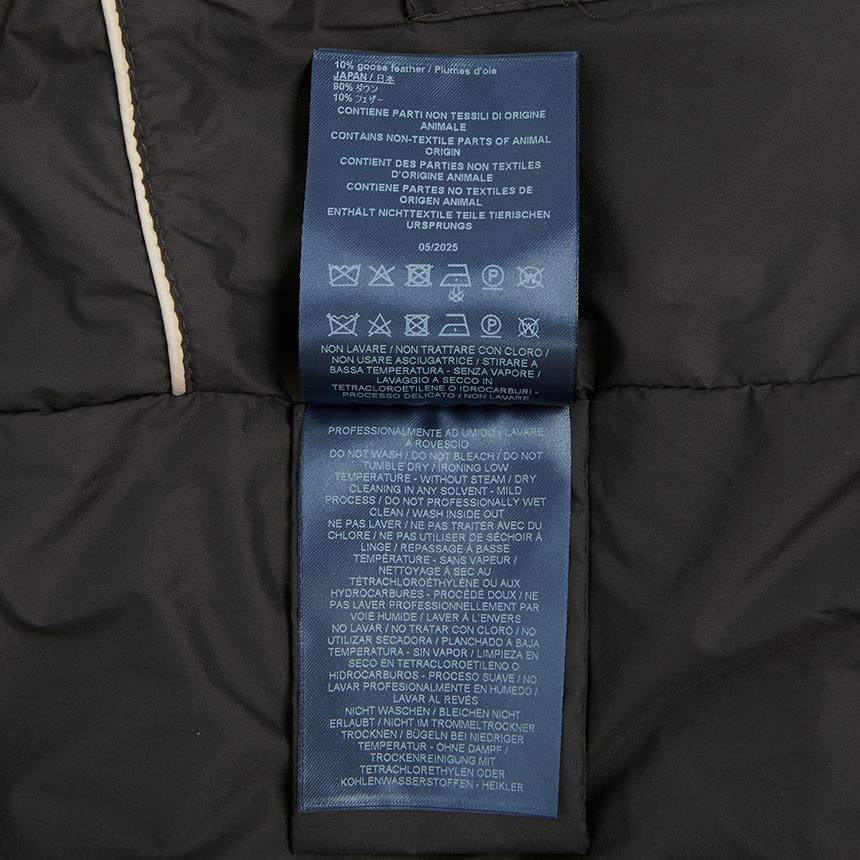 10% goose feather / Plumes d'oie
JAPAN / 日本
90% ダウン
10% フェザー
CONTIENE PARTI NON TESSILI DI ORIGINE
ANIMALE
CONTAINS NON-TEXTILE PARTS OF ANIMAL
ORIGIN
CONTIENT DES PARTIES NON TEXTILES
D'ORIGINE ANIMALE
CONTIENE PARTES NO TEXTILES DE
ORIGEN ANIMAL
ENTHÄLT NICHTTEXTILE TEILE TIERISCHEN
URSPRUNGS
05/2025
P W
P W
NON LAVARE / NON TRATTARE CON CLORO /
NON USARE ASCIUGATRICE / STIRARE A
BASSA TEMPERATURA - SENZA VAPORE /
LAVAGGIO A SECCO IN
TETRACLOROETILENE O IDROCARBURI -
PROCESSO DELICATO / NON LAVARE
PROFESSIONALMENTE AD UMIDO / LAVARE
A ROVESCIO
DO NOT WASH / DO NOT BLEACH / DO NOT
TUMBLE DRY / IRONING LOW
TEMPERATURE - WITHOUT STEAM / DRY
CLEANING IN ANY SOLVENT - MILD
PROCESS / DO NOT PROFESSIONALLY WET
CLEAN / WASH INSIDE OUT
NE PAS LAVER / NE PAS TRAITER AVEC DU
CHLORE / NE PAS UTILISER DE SÉCHOIR À
LINGE / REPASSAGE À BASSE
TEMPÉRATURE - SANS VAPEUR /
NETTOYAGE À SEC AU
TÉTRACHLOROÉTHYLÈNE OU AUX
HYDROCARBURES - PROCÉDÉ DOUX / NE
PAS LAVER PROFESSIONNELLEMENT PAR
VOIE HUMIDE / LAVER À L'ENVERS
NO LAVAR / NO TRATAR CON CLORO / NO
UTILIZAR SECADORA / PLANCHADO A BAJA
TEMPERATURA - SIN VAPOR / LIMPIEZA EN
SECO EN TETRACLOROETILENO O
HIDROCARBUROS - PROCESO SUAVE / NO
LAVAR PROFESIONALMENTE EN HÚMEDO /
LAVAR AL REVÉS
NICHT WASCHEN / BLEICHEN NICHT
ERLAUBT / NICHT IM TROMMELTROCKNER
TROCKNEN / BÜGELN BEI NIEDRIGER
TEMPERATUR - OHNE DAMPF /
TROCKENREINIGUNG MIT
TETRACHLORETHYLEN ODER
KOHLENWASSERSTOFFEN - HEIKLER